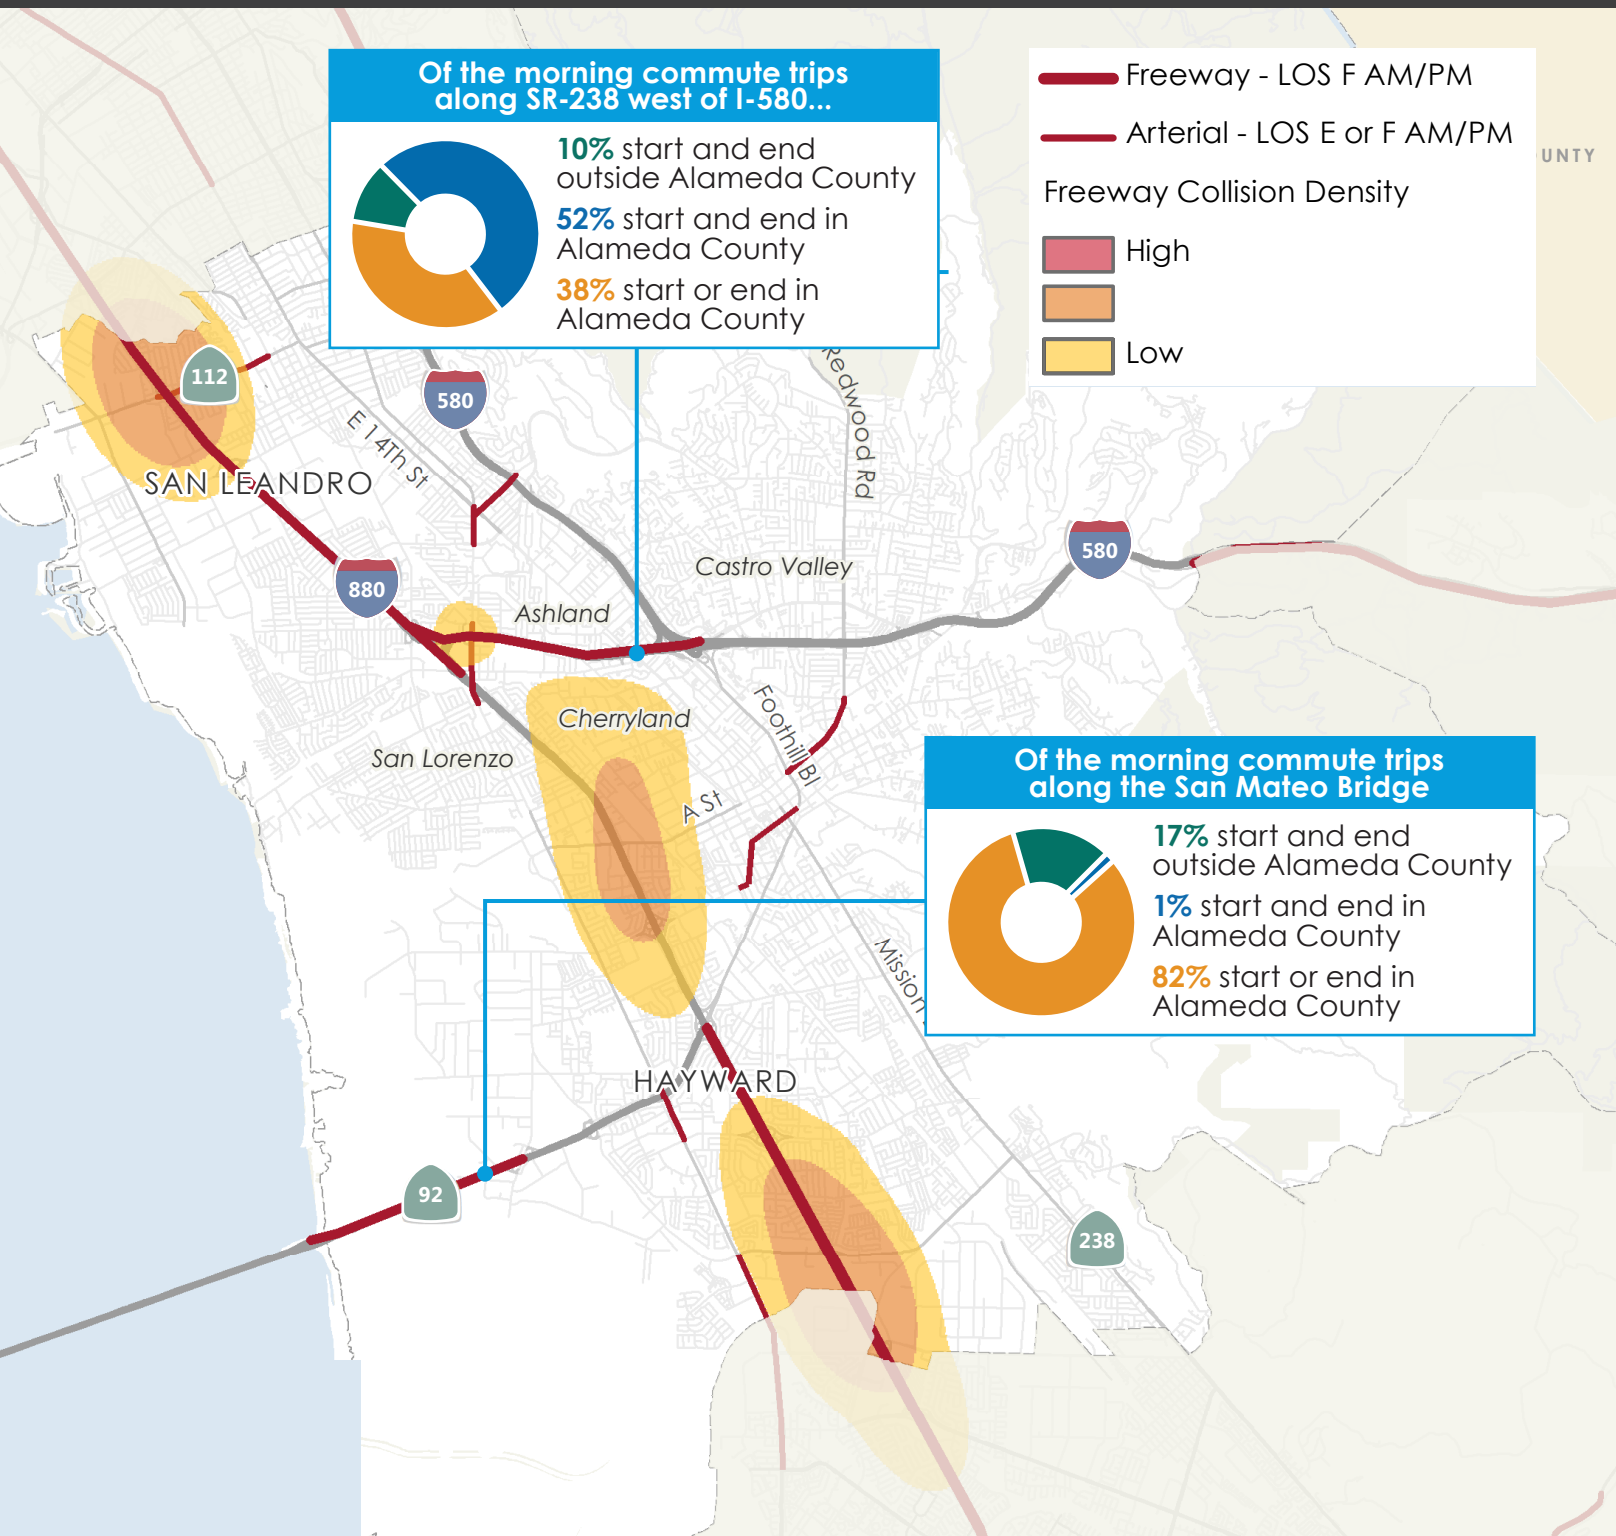 Of the morning commute trips
along SR-238 west of I-580...
10% start and end
outside Alameda County
52% start and end in
Alameda County
38% start or end in
Alameda County
Freeway - LOS F AM/PM
Arterial - LOS E or F AM/PM
Freeway Collision Density
High
Low
UNTY
112
580
E 14Th St
Redwood Rd
SAN LEANDRO
580
880
Castro Valley
Ashland
Cherryland
San Lorenzo
Foothill Bl
A St
Of the morning commute trips
along the San Mateo Bridge
17% start and end
outside Alameda County
1% start and end in
Alameda County
82% start or end in
Alameda County
Mission
HAYWARD
92
238